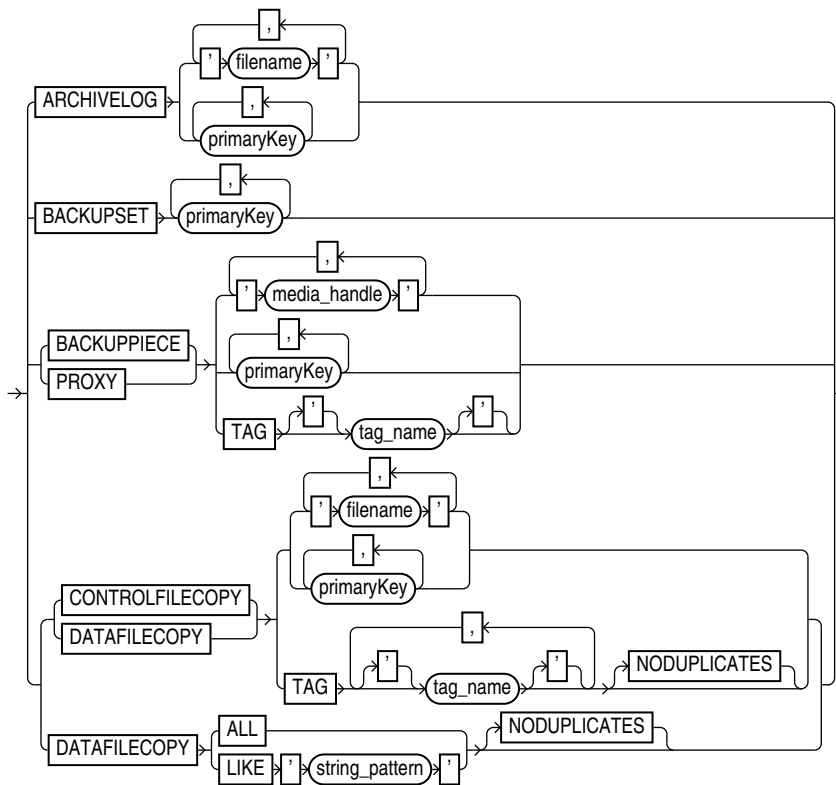 ,
' filename '
ARCHIVELOG
,
primaryKey
,
BACKUPSET primaryKey
,
' media_handle '
BACKUPPIECE
,
PROXY
primaryKey
TAG ' tag_name '
,
' filename '
,
primaryKey
CONTROLFILECOPY
DATAFILECOPY
,
' ' NODUPLICATES
TAG tag_name
ALL NODUPLICATES
DATAFILECOPY
LIKE ' string_pattern '